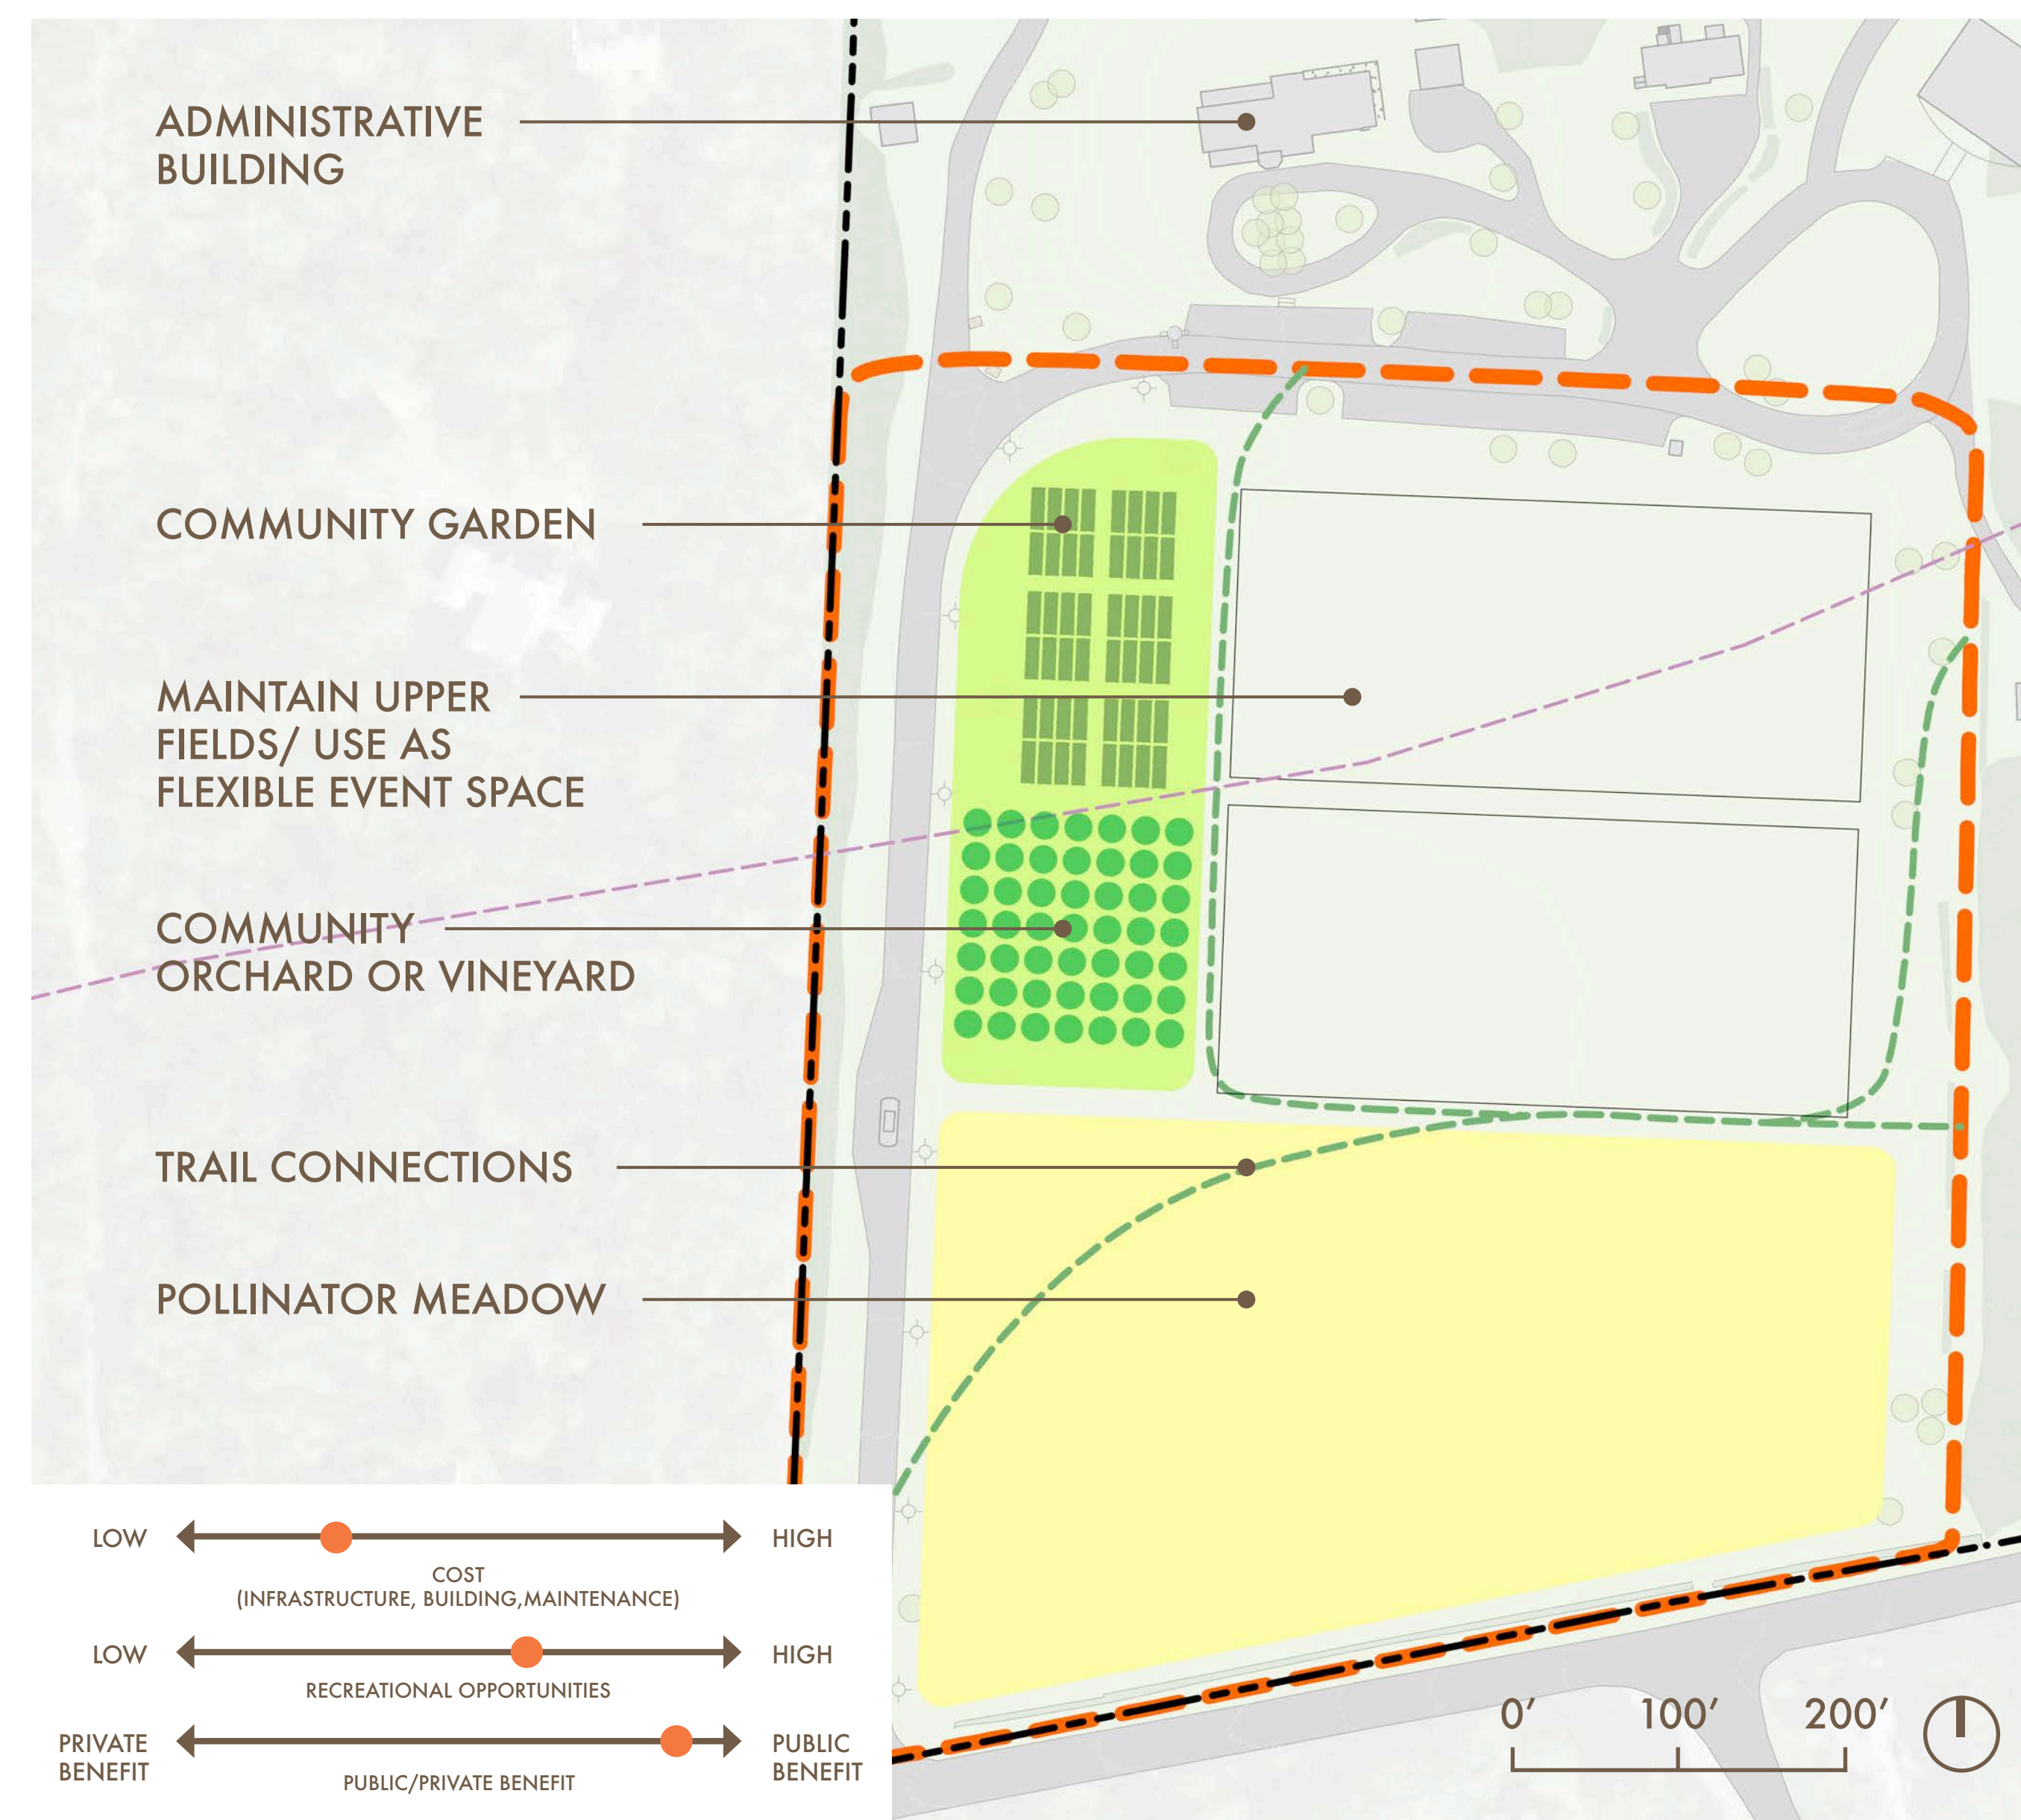 ADMINISTRATIVE
BUILDING
COMMUNITY GARDEN
MAINTAIN UPPER
FIELDS/ USE AS
FLEXIBLE EVENT SPACE
COMMUNITY
ORCHARD OR VINEYARD
TRAIL CONNECTIONS
POLLINATOR MEADOW
LOW HIGH
COST
(INFRASTRUCTURE, BUILDING,MAINTENANCE)
LOW HIGH
RECREATIONAL OPPORTUNITIES
PRIVATE
BENEFIT
PUBLIC
BENEFIT
PUBLIC/PRIVATE BENEFIT
0’ 100’ 200’